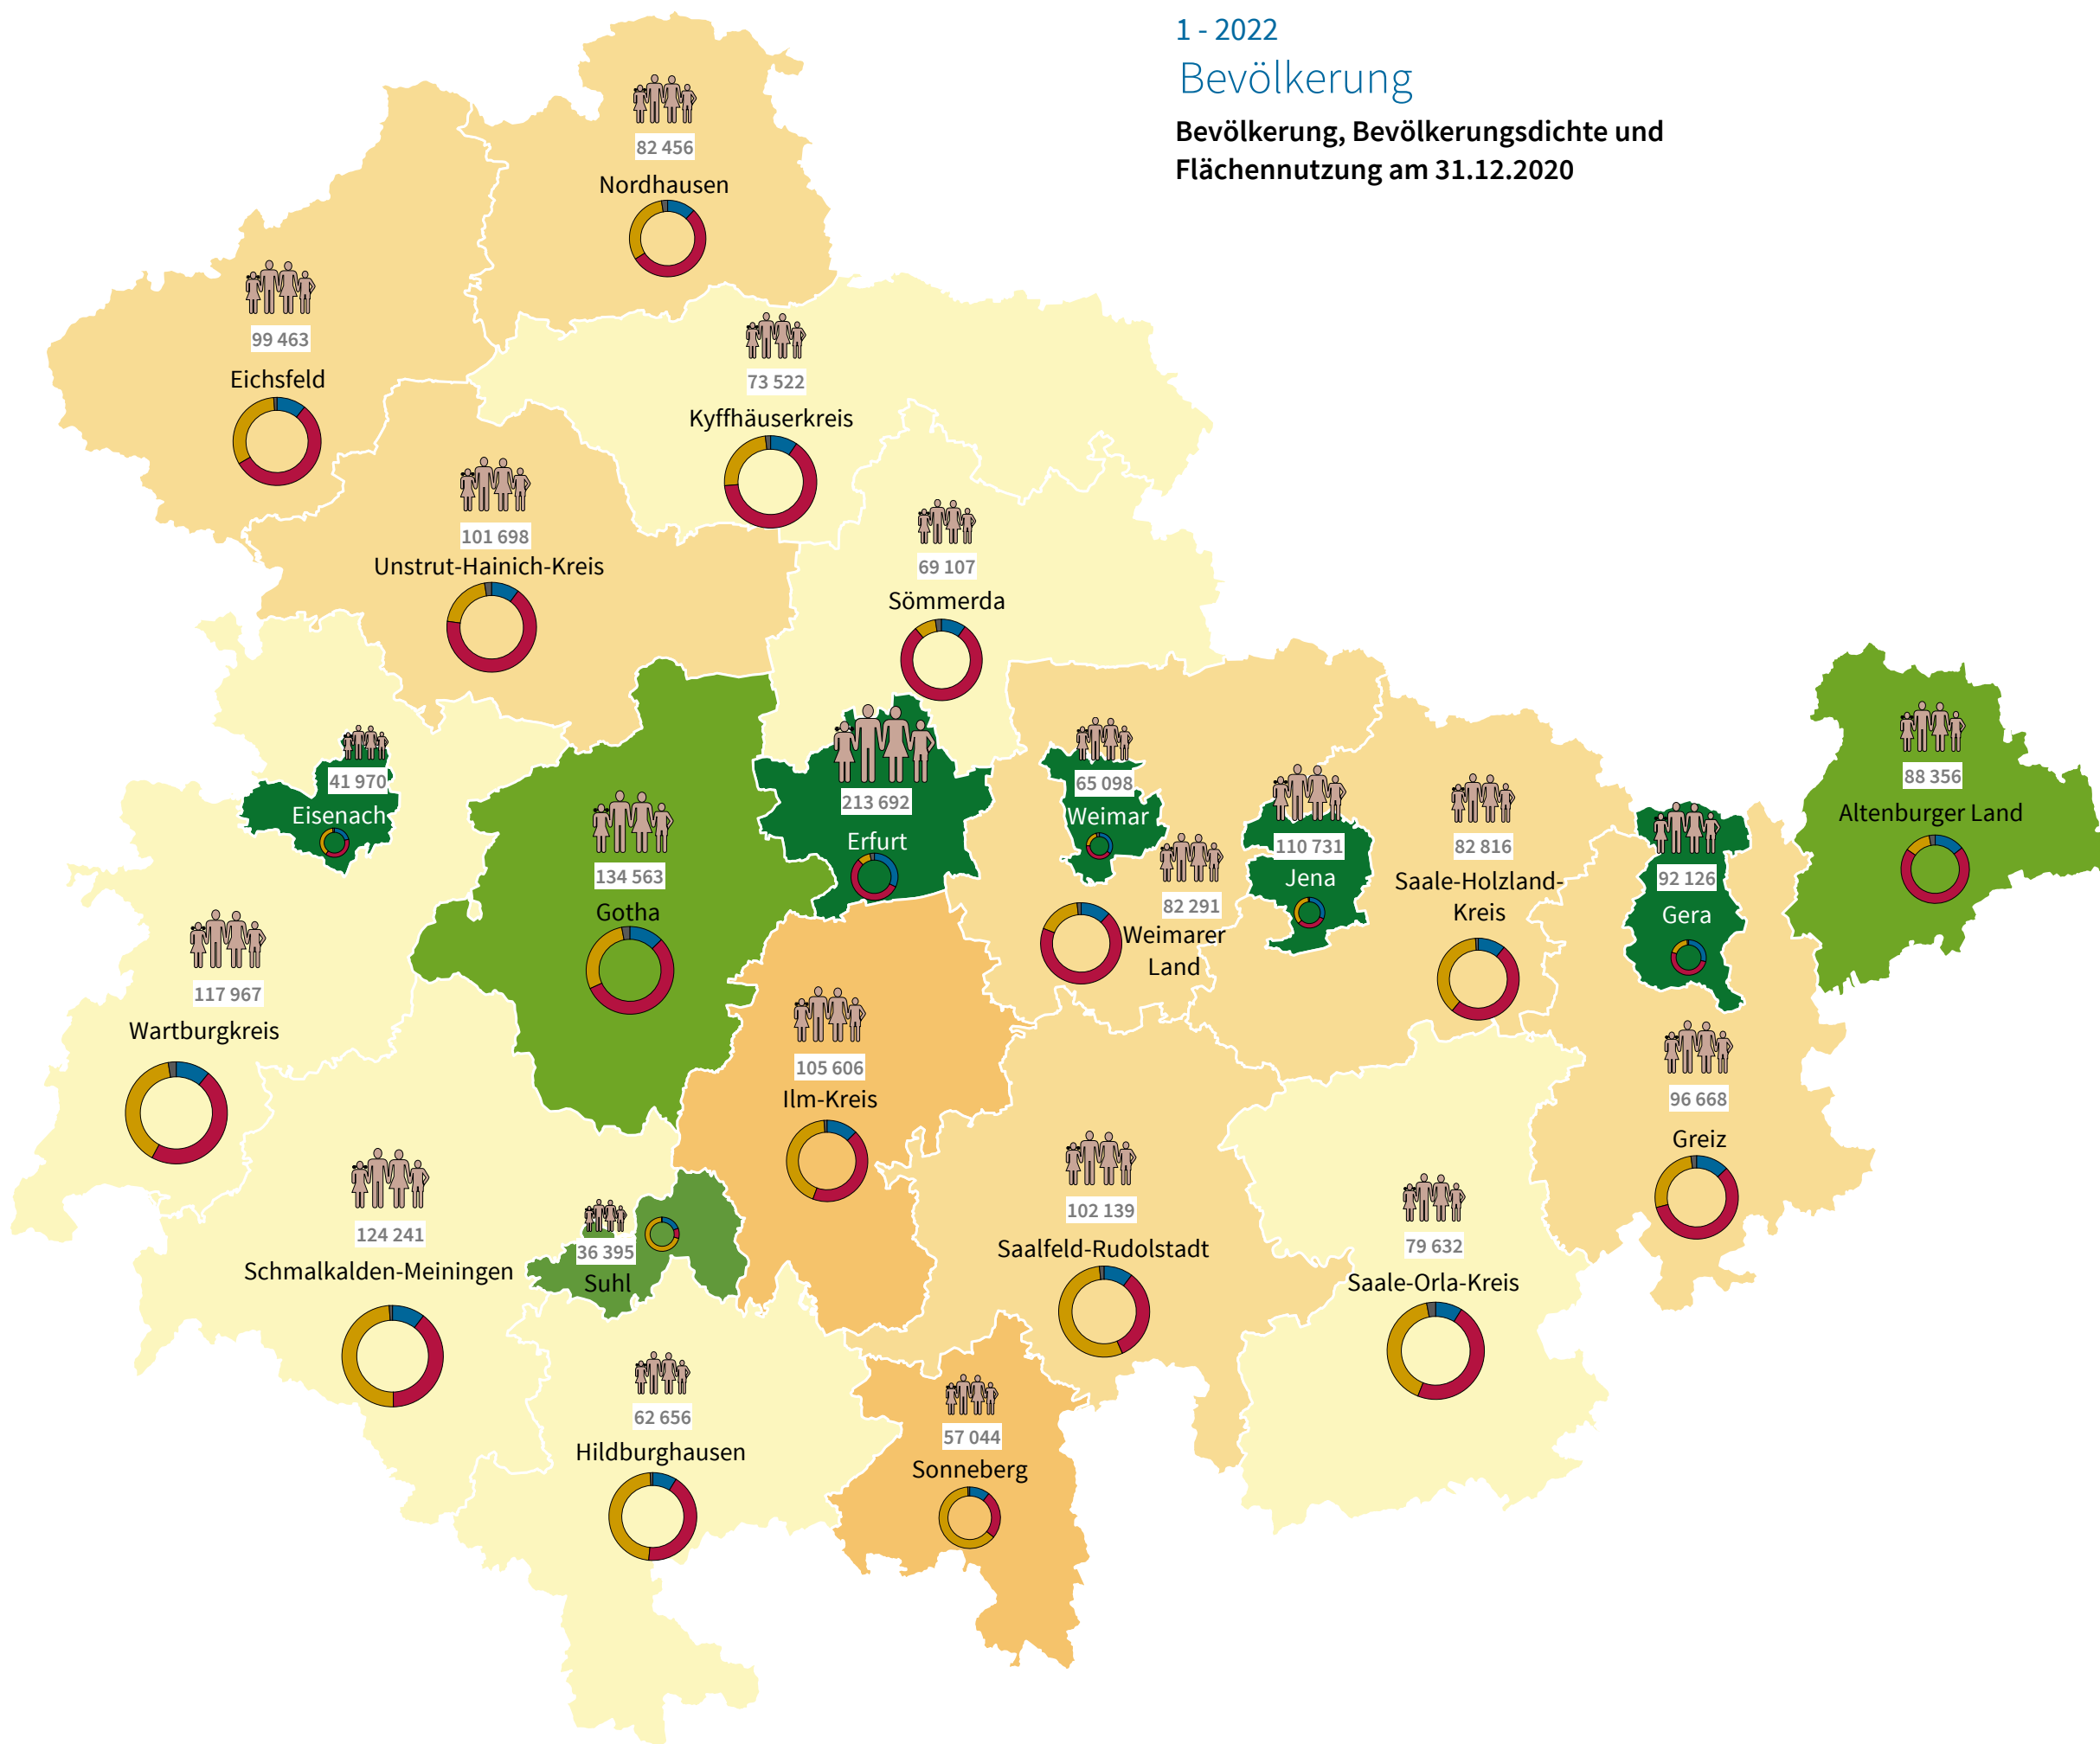 1 - 2022
Bevölkerung
Bevölkerung, Bevölkerungsdichte und
Flächennutzung am 31.12.2020
82 456
Nordhausen
99 463
Eichsfeld
73 522
Kyffhäuserkreis
101 698
Unstrut-Hainich-Kreis
69 107
Sömmerda
41 970
Eisenach
134 563
Gotha
213 692
Erfurt
65 098
Weimar
82 291
Weimarer
Land
110 731
Jena
82 816
Saale-Holzland-
Kreis
92 126
Gera
88 356
Altenburger Land
117 967
Wartburgkreis
105 606
Ilm-Kreis
96 668
Greiz
124 241
Schmalkalden-Meiningen
36 395
Suhl
102 139
Saalfeld-Rudolstadt
79 632
Saale-Orla-Kreis
62 656
Hildburghausen
57 044
Sonneberg